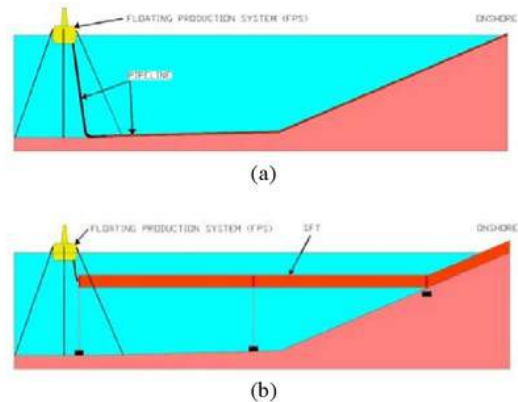 FLOATING PRODUCTION SYSTEM (FPS) ONSHORE
PIPELINE
(a)
FLOATING PRODUCTION SYSTEM (FPS) SFT ONSHORE
(b)